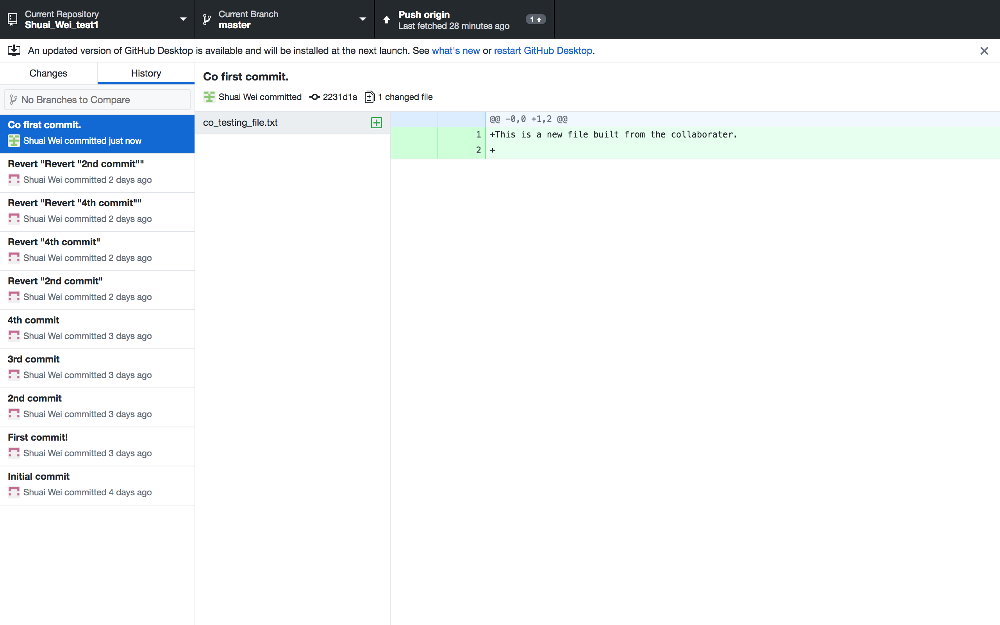 Current Repository
Shuai_Wei_test1
Current Branch
master
Push origin
Last fetched 28 minutes ago
1
An updated version of GitHub Desktop is available and will be installed at the next launch. See what's new or restart GitHub Desktop.
Changes
History
No Branches to Compare
Co first commit.
Shuai Wei committed just now
Revert "Revert "2nd commit""
Shuai Wei committed 2 days ago
Revert "Revert "4th commit""
Shuai Wei committed 2 days ago
Revert "4th commit"
Shuai Wei committed 2 days ago
Revert "2nd commit"
Shuai Wei committed 2 days ago
4th commit
Shuai Wei committed 3 days ago
3rd commit
Shuai Wei committed 3 days ago
2nd commit
Shuai Wei committed 3 days ago
First commit!
Shuai Wei committed 3 days ago
Initial commit
Shuai Wei committed 4 days ago
Co first commit.
Shuai Wei committed 2231d1a 1 changed file
co_testing_file.txt
@@ -0,0 +1,2 @@
1 +This is a new file built from the collaborater.
2 +